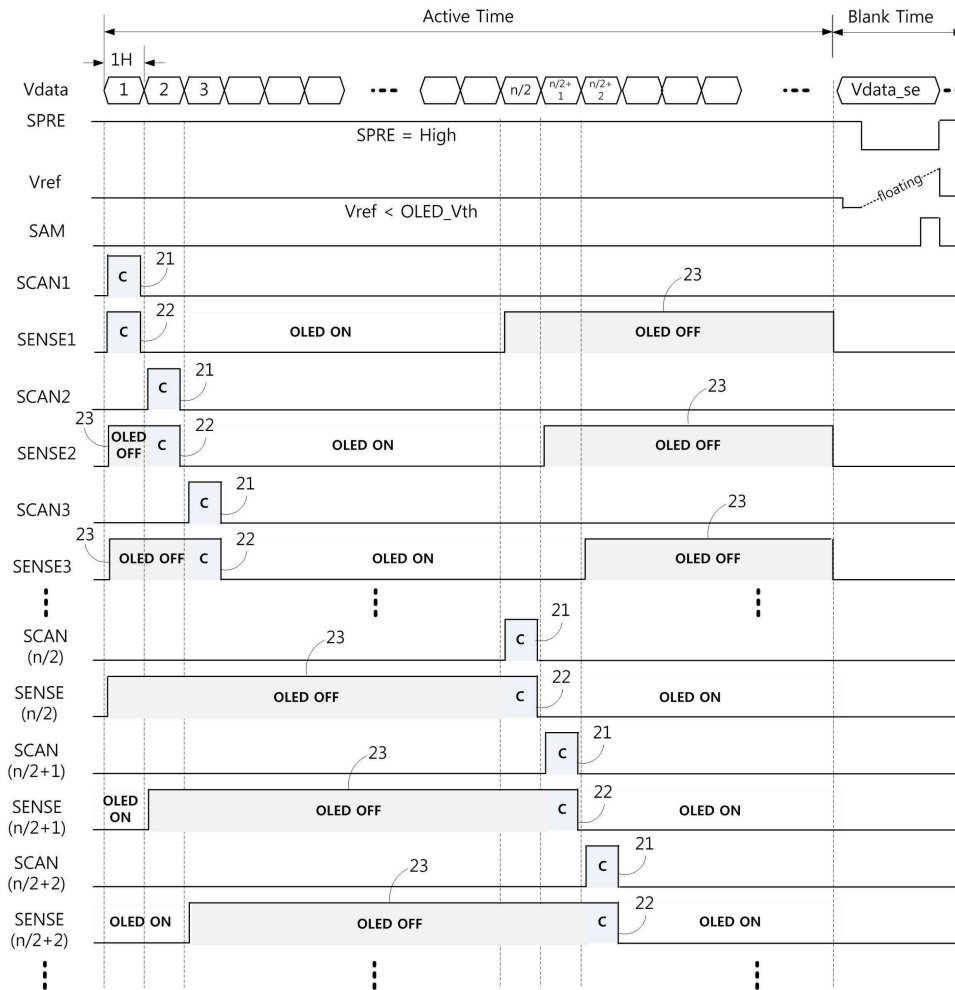 Active Time
Blank Time
1H
Vdata 1 2 3 n/2 n/2+1 n/2+2 Vdata_se
SPRE
SPRE = High
Vref
floating
Vref < OLED_Vth
SAM
SCAN1 C 21
SENSE1 C 22 OLED ON 23 OLED OFF
SCAN2 C 21
SENSE2 23 OLED OFF C 22 OLED ON 23 OLED OFF
SCAN3 C 21
SENSE3 23 OLED OFF C 22 OLED ON 23 OLED OFF
SCAN
(n/2)
C 21
SENSE
(n/2)
23 OLED OFF C 22 OLED ON
SCAN
(n/2+1)
C 21
SENSE
(n/2+1)
OLED
ON
23 OLED OFF C 22 OLED ON
SCAN
(n/2+2)
C 21
SENSE
(n/2+2)
OLED ON 23 OLED OFF C 22 OLED ON